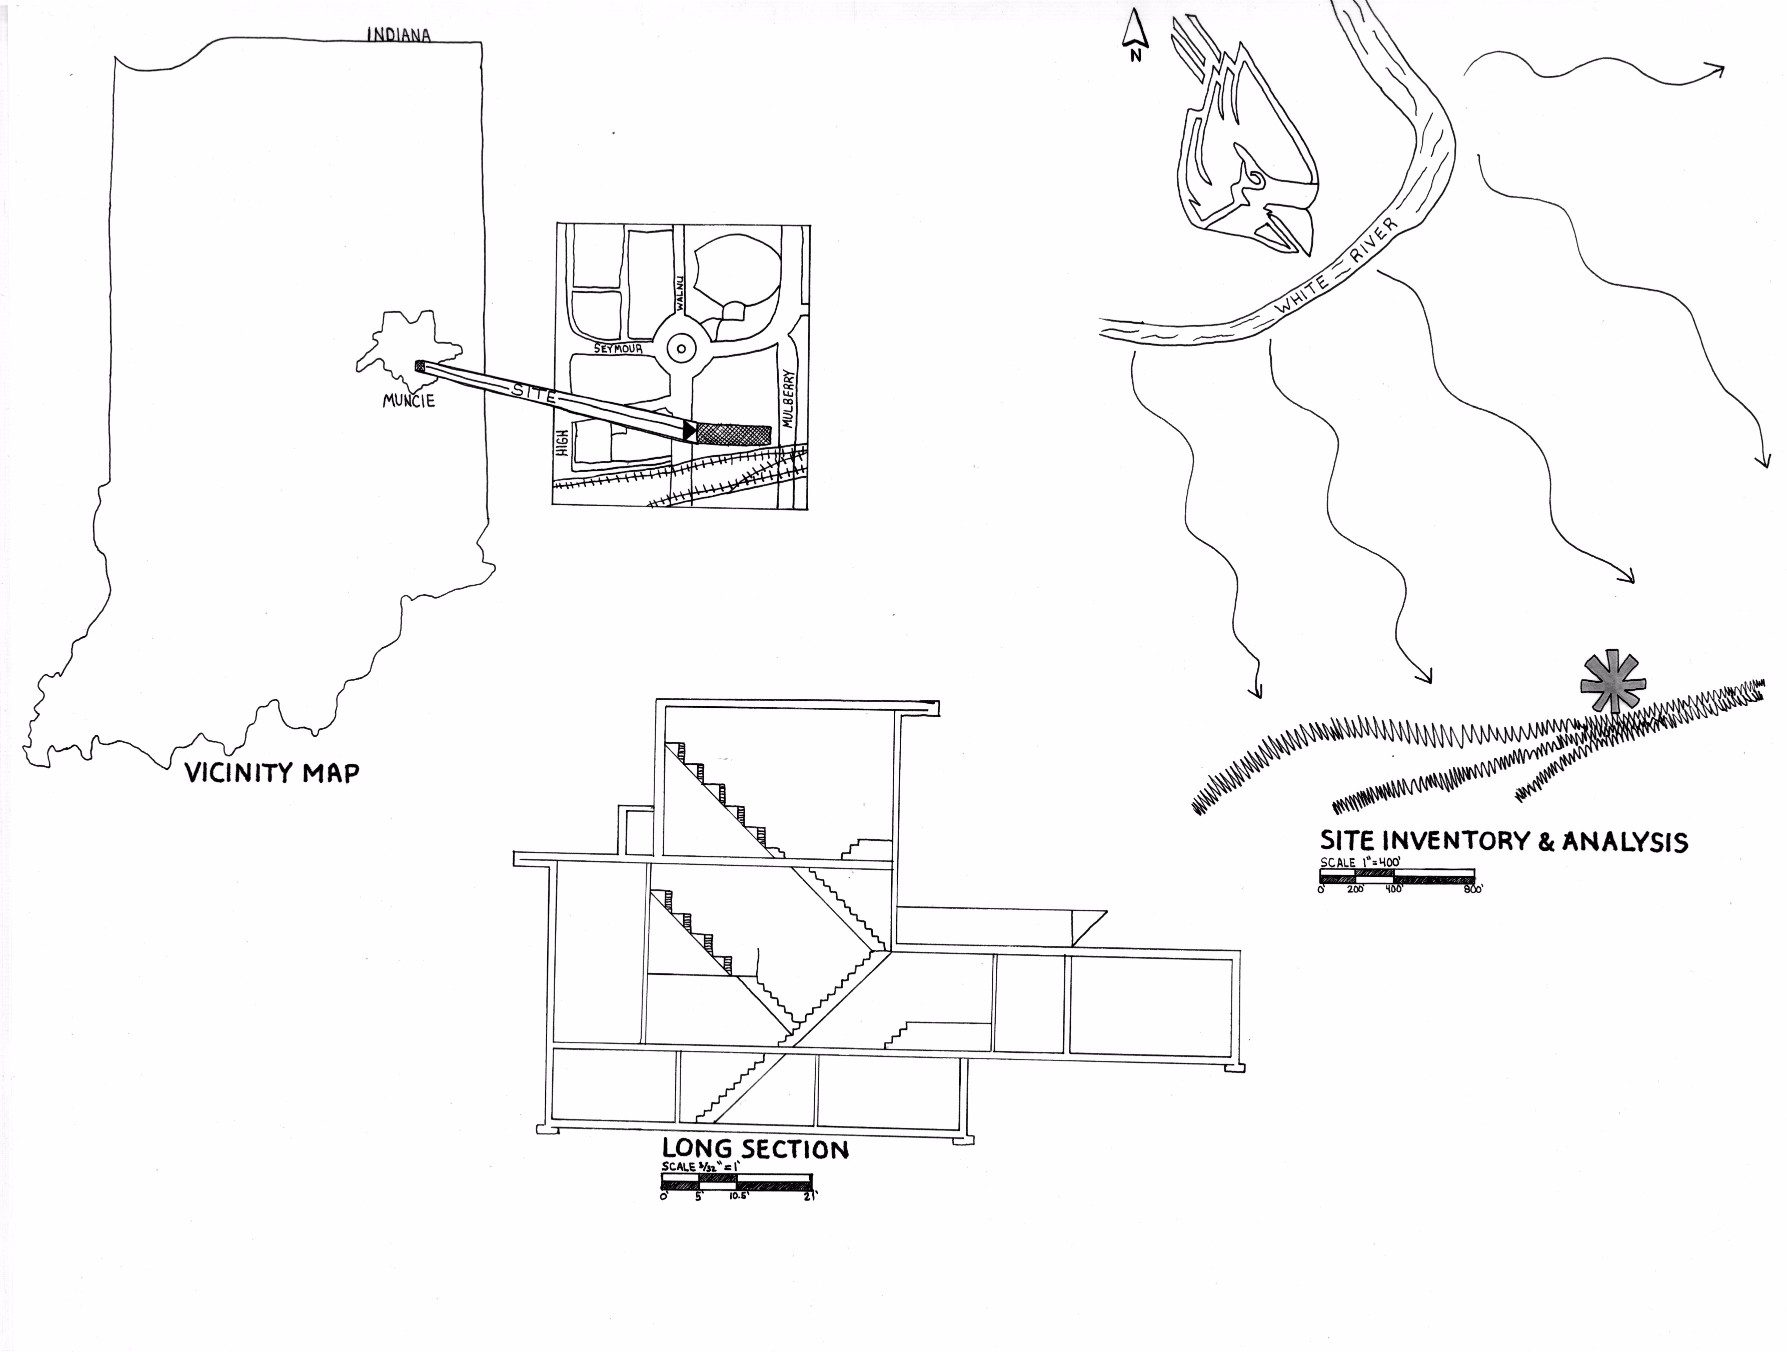 INDIANA
MUNCIE
SITE
VICINITY MAP
WALNU
SEYMOUR
MULBERRY
HIGH
N
WHITE RIVER
SITE INVENTORY & ANALYSIS
SCALE 1"=400'
0' 200' 400' 800'
LONG SECTION
SCALE 3/32"=1'
0' 5' 10.5' 21'